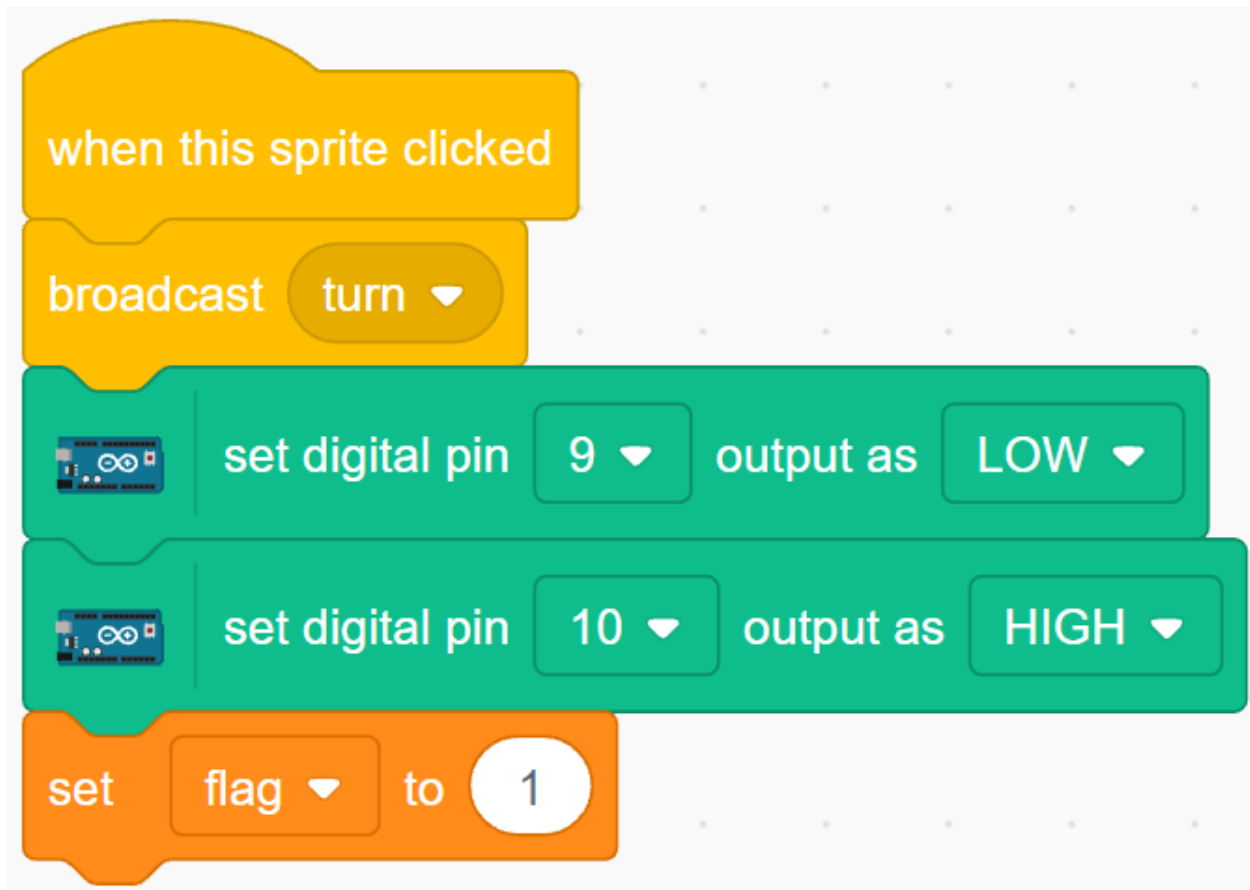 when this sprite clicked
broadcast turn
set digital pin 9 output as LOW
set digital pin 10 output as HIGH
set flag to 1